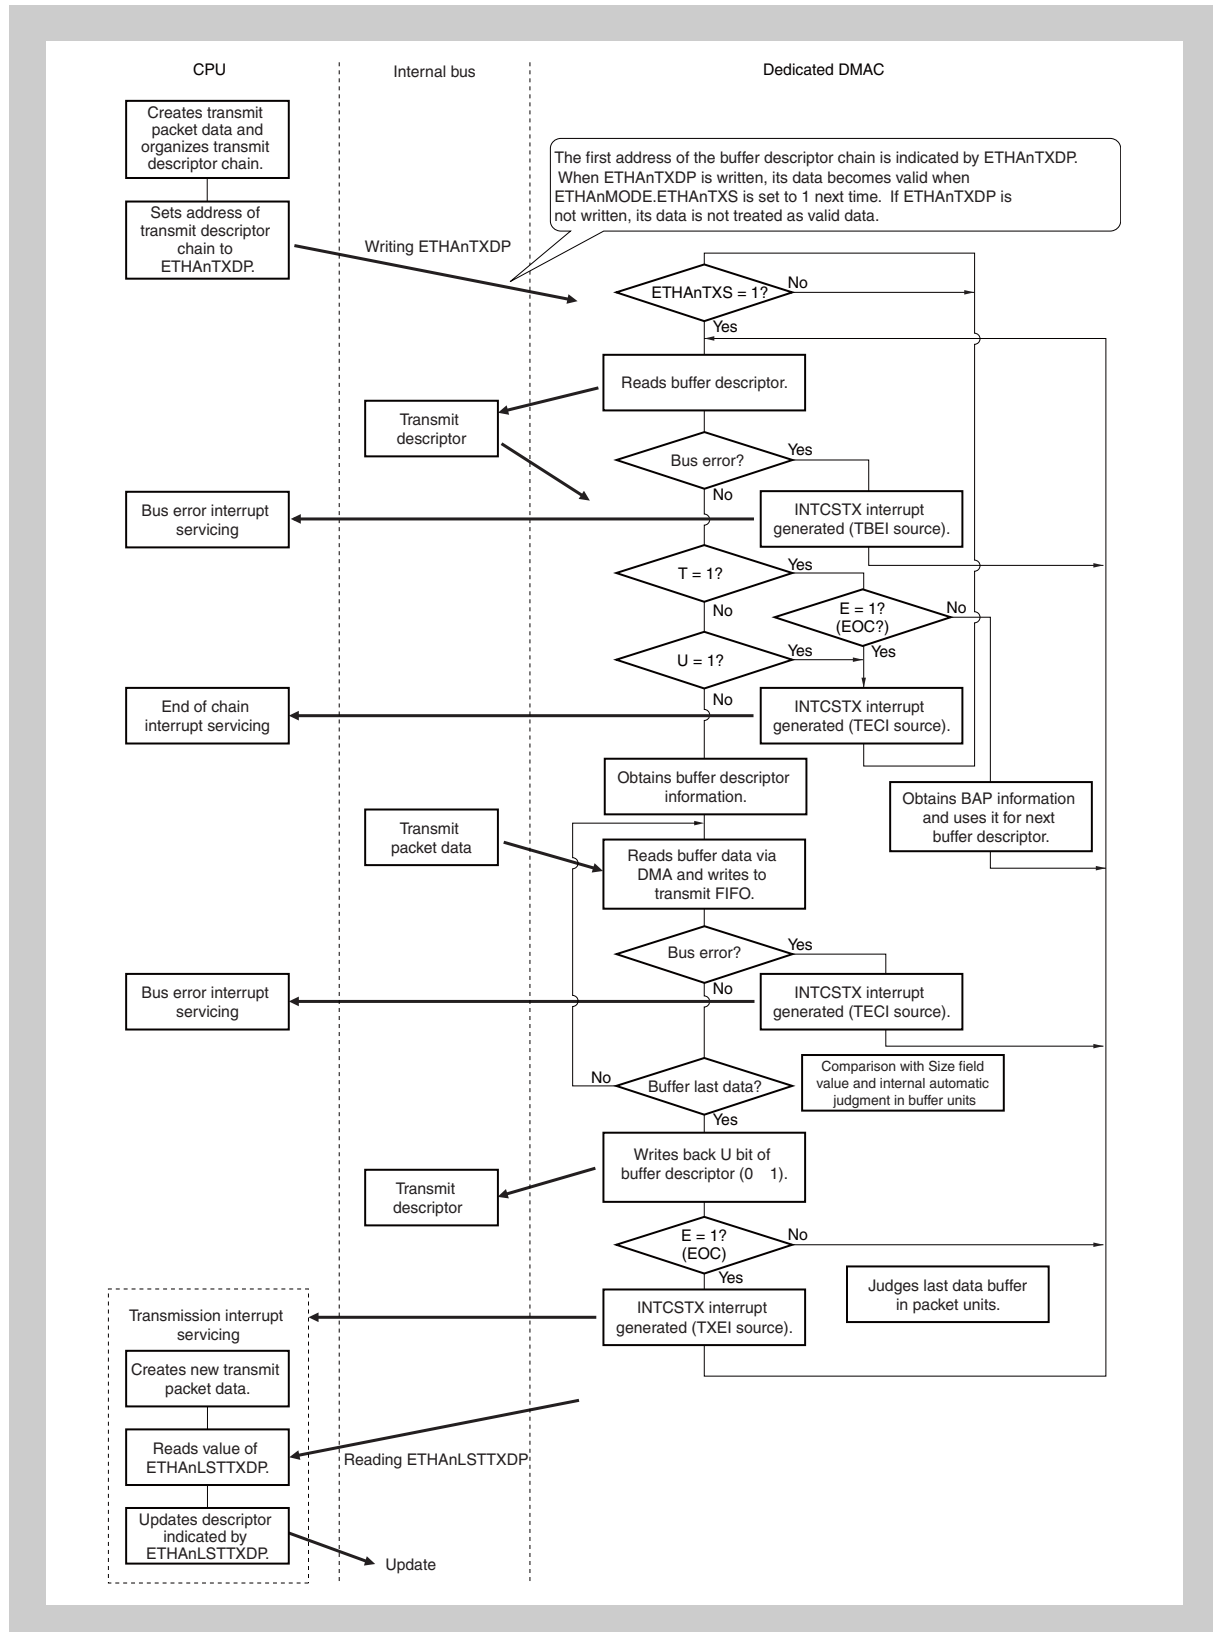 CPU
Internal bus
Dedicated DMAC
Creates transmit
packet data and
organizes transmit
descriptor chain.
The first address of the buffer descriptor chain is indicated by ETHAnTXDP.
When ETHAnTXDP is written, its data becomes valid when
ETHAnMODE.ETHAnTXS is set to 1 next time. If ETHAnTXDP is
not written, its data is not treated as valid data.
Sets address of
transmit descriptor
chain to
ETHAnTXDP.
Writing ETHAnTXDP
ETHAnTXS = 1?
No
Yes
Reads buffer descriptor.
Transmit
descriptor
Bus error?
Yes
No
Bus error interrupt
servicing
INTCSTX interrupt
generated (TBEI source).
T = 1?
Yes
No
E = 1?
(EOC?)
No
Yes
U = 1?
Yes
No
End of chain
interrupt servicing
INTCSTX interrupt
generated (TECI source).
Obtains buffer descriptor
information.
Obtains BAP information
and uses it for next
buffer descriptor.
Transmit
packet data
Reads buffer data via
DMA and writes to
transmit FIFO.
Bus error?
Yes
No
Bus error interrupt
servicing
INTCSTX interrupt
generated (TECI source).
Comparison with Size field
value and internal automatic
judgment in buffer units
No
Buffer last data?
Yes
Writes back U bit of
buffer descriptor (0 1).
Transmit
descriptor
E = 1?
(EOC)
No
Yes
Judges last data buffer
in packet units.
INTCSTX interrupt
generated (TXEI source).
Transmission interrupt
servicing
Creates new transmit
packet data.
Reads value of
ETHAnLSTTXDP.
Reading ETHAnLSTTXDP
Updates descriptor
indicated by
ETHAnLSTTXDP.
Update